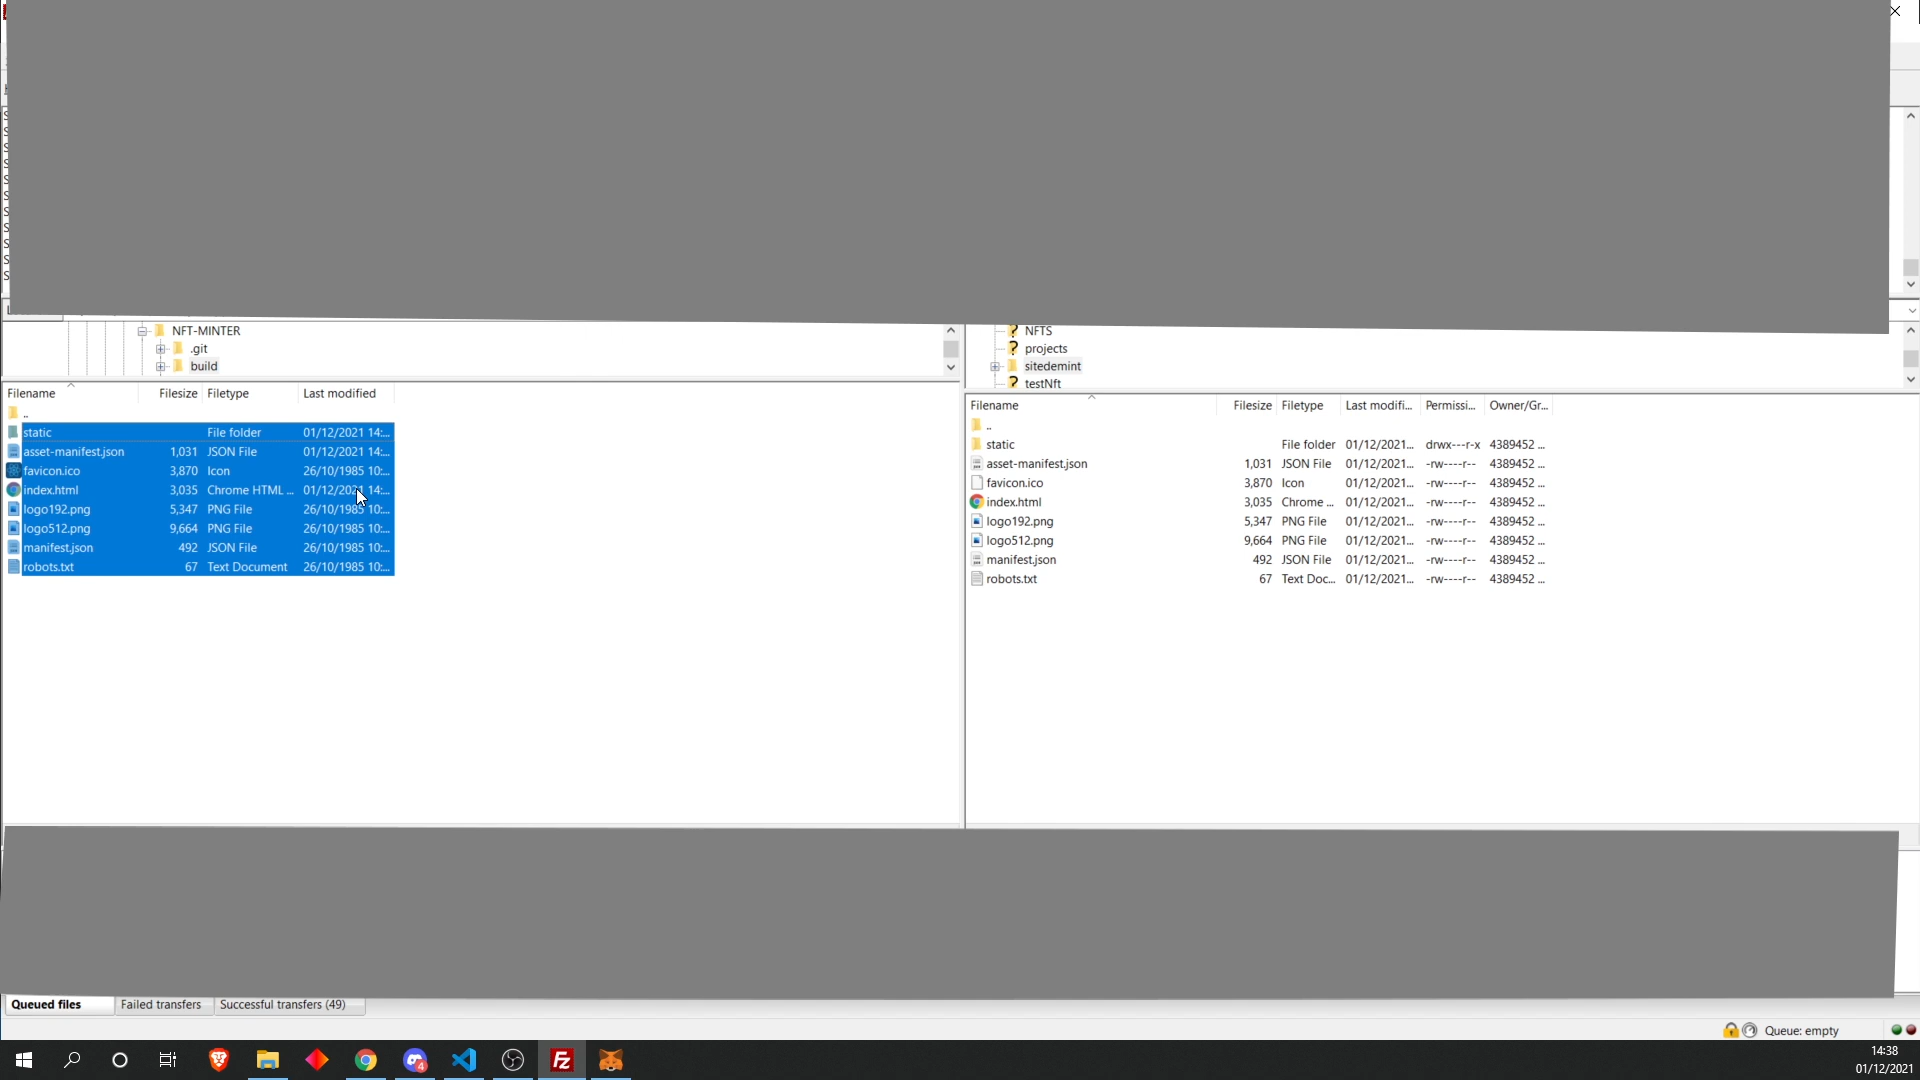 NFT-MINTER
.git
build
NFTS
projects
sitedemint
testNft
Filename Filesize Filetype Last modified
..
static File folder 01/12/2021 14:...
asset-manifest.json 1,031 JSON File 01/12/2021 14:...
favicon.ico 3,870 Icon 26/10/1985 10:...
index.html 3,035 Chrome HTML ... 01/12/2021 14:...
logo192.png 5,347 PNG File 26/10/1985 10:...
logo512.png 9,664 PNG File 26/10/1985 10:...
manifest.json 492 JSON File 26/10/1985 10:...
robots.txt 67 Text Document 26/10/1985 10:...
Filename Filesize Filetype Last modifi... Permissi... Owner/Gr...
..
static File folder 01/12/2021... drwx---r-x 4389452 ...
asset-manifest.json 1,031 JSON File 01/12/2021... -rw----r-- 4389452 ...
favicon.ico 3,870 Icon 01/12/2021... -rw----r-- 4389452 ...
index.html 3,035 Chrome ... 01/12/2021... -rw----r-- 4389452 ...
logo192.png 5,347 PNG File 01/12/2021... -rw----r-- 4389452 ...
logo512.png 9,664 PNG File 01/12/2021... -rw----r-- 4389452 ...
manifest.json 492 JSON File 01/12/2021... -rw----r-- 4389452 ...
robots.txt 67 Text Doc... 01/12/2021... -rw----r-- 4389452 ...
Queued files Failed transfers Successful transfers (49)
Queue: empty
Fz
4
14:38
01/12/2021